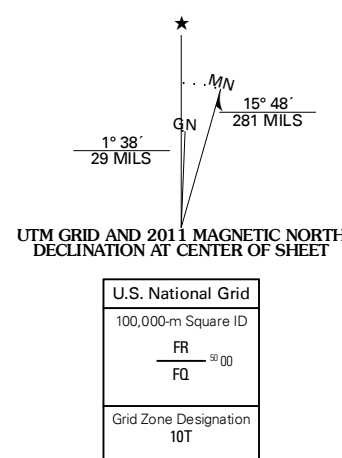 ★
MN
15° 48´
281 MILS
GN
1° 38´
29 MILS
UTM GRID AND 2011 MAGNETIC NORTH
DECLINATION AT CENTER OF SHEET
U.S. National Grid
100,000-m Square ID
FR
50 00
FQ
Grid Zone Designation
10T